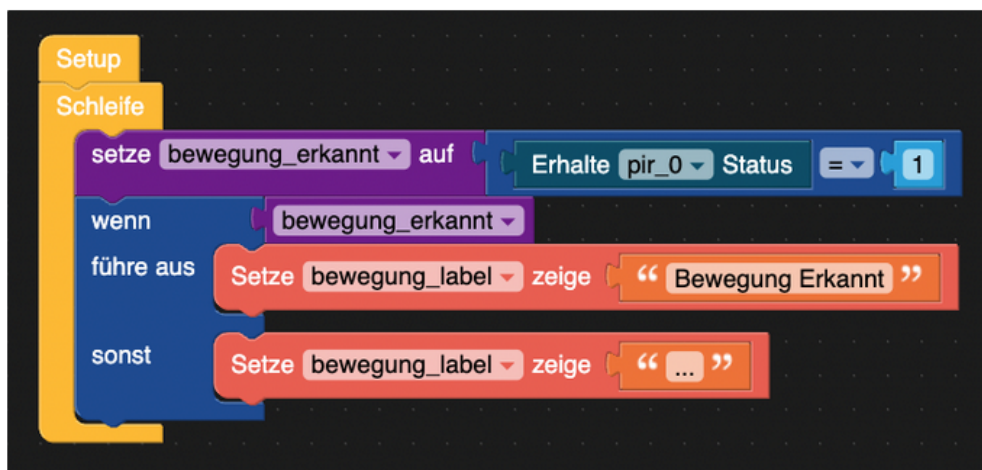 Setup
Schleife
setze bewegung_erkannt auf Erhalte pir_0 Status = 1
wenn bewegung_erkannt
führe aus Setze bewegung_label zeige “ Bewegung Erkannt ”
sonst Setze bewegung_label zeige “ ... ”